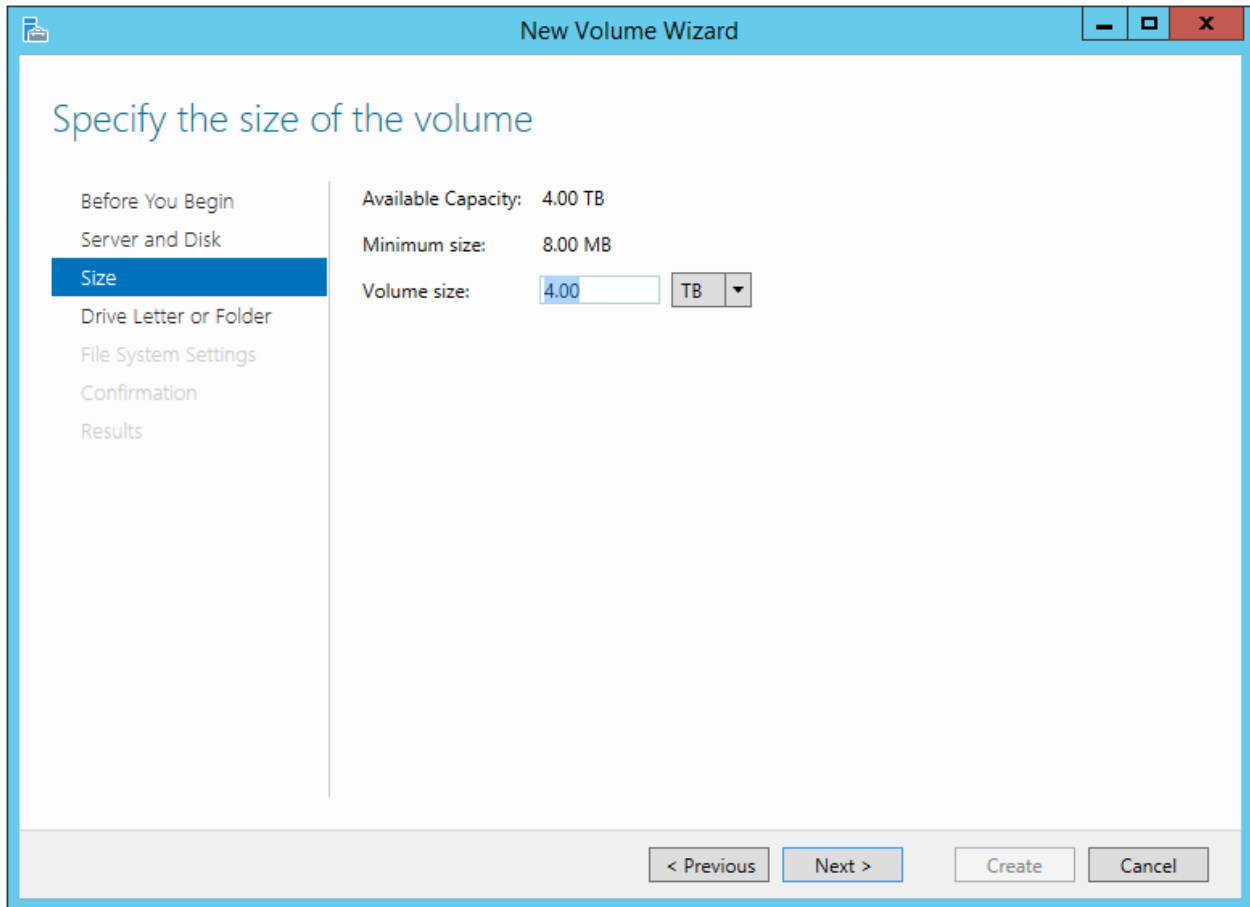 New Volume Wizard
Specify the size of the volume
Before You Begin
Server and Disk
Size
Drive Letter or Folder
File System Settings
Confirmation
Results
Available Capacity: 4.00 TB
Minimum size: 8.00 MB
Volume size: 4.00 TB
< Previous Next > Create Cancel